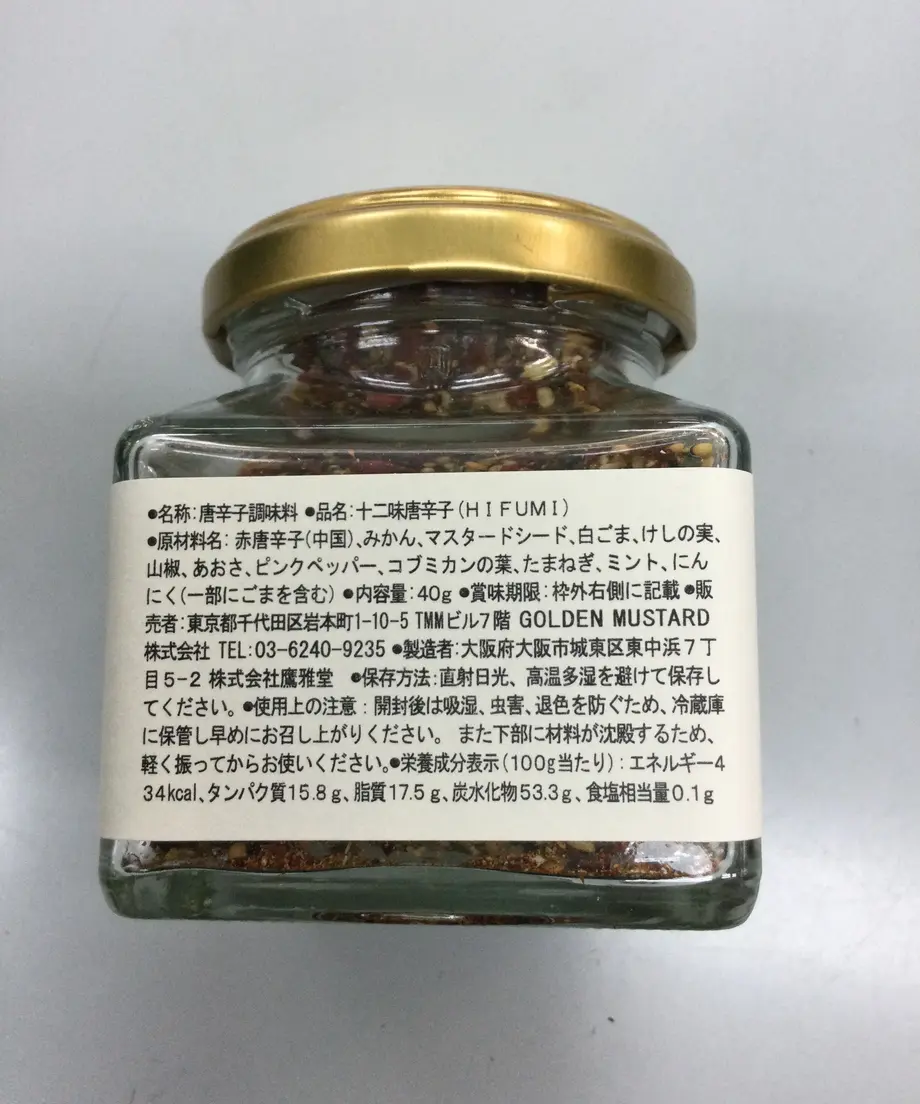 ●名称:唐辛子調味料 ●品名:十二味唐辛子(HIFUMI)
●原材料名: 赤唐辛子(中国)、みかん、マスタードシード、白ごま、けしの実、
山椒、あおさ、ピンクペッパー、コブミカンの葉、たまねぎ、ミント、にん
にく(一部にごまを含む) ●内容量:40g ●賞味期限:枠外右側に記載 ●販
売者:東京都千代田区岩本町1-10-5 TMMビル7階 GOLDEN MUSTARD
株式会社 TEL:03-6240-9235 ●製造者:大阪府大阪市城東区東中浜7丁
目5-2 株式会社鷹雅堂 ●保存方法:直射日光、高温多湿を避けて保存し
てください。●使用上の注意:開封後は吸湿、虫害、退色を防ぐため、冷蔵庫
に保管し早めにお召し上がりください。 また下部に材料が沈殿するため、
軽く振ってからお使いください。●栄養成分表示(100g当たり):エネルギー4
34kcal、タンパク質15.8g、脂質17.5g、炭水化物53.3g、食塩相当量0.1g